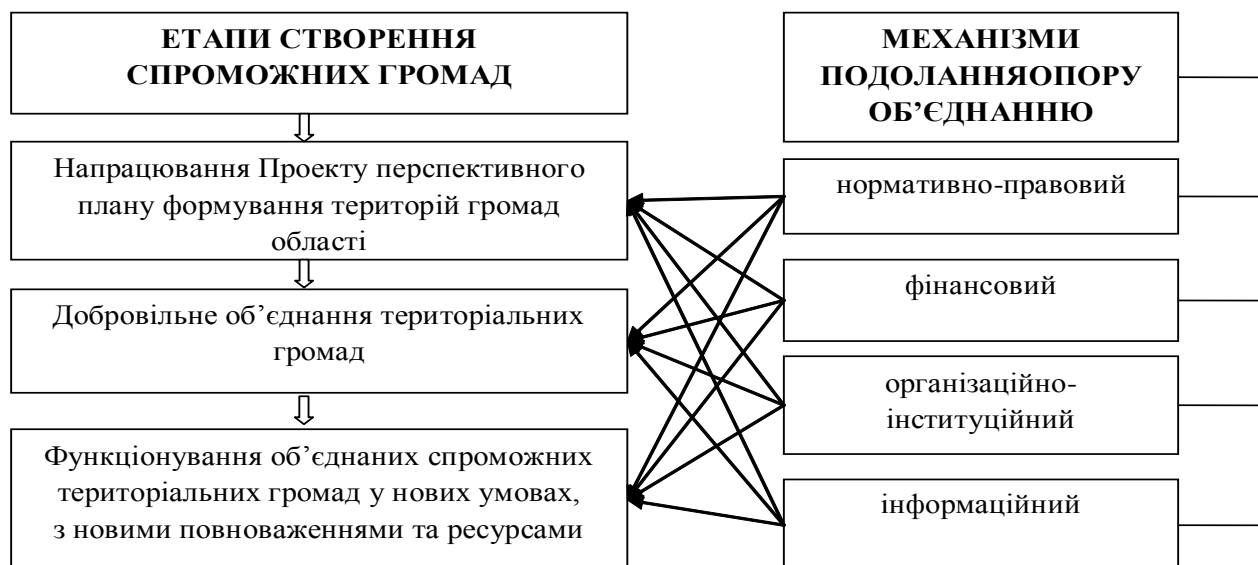 ЕТАПИ СТВОРЕННЯ
СПРОМОЖНИХ ГРОМАД
Напрацювання Проекту перспективного
плану формування територій громад
області
Добровільне об’єднання територіальних
громад
Функціонування об’єднаних спроможних
територіальних громад у нових умовах,
з новими повноваженнями та ресурсами
МЕХАНІЗМИ
ПОДОЛАННЯОПОРУ
ОБ’ЄДНАННЮ
нормативно-правовий
фінансовий
організаційно-
інституційний
інформаційний